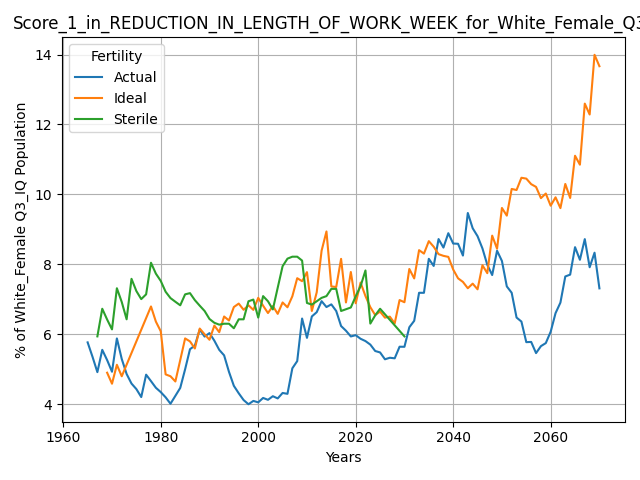 Score_1_in_REDUCTION_IN_LENGTH_OF_WORK_WEEK_for_White_Female_Q3
Fertility
Actual
Ideal
Sterile
% of White_Female Q3_IQ Population
14
12
10
8
6
4
1960 1980 2000 2020 2040 2060
Years